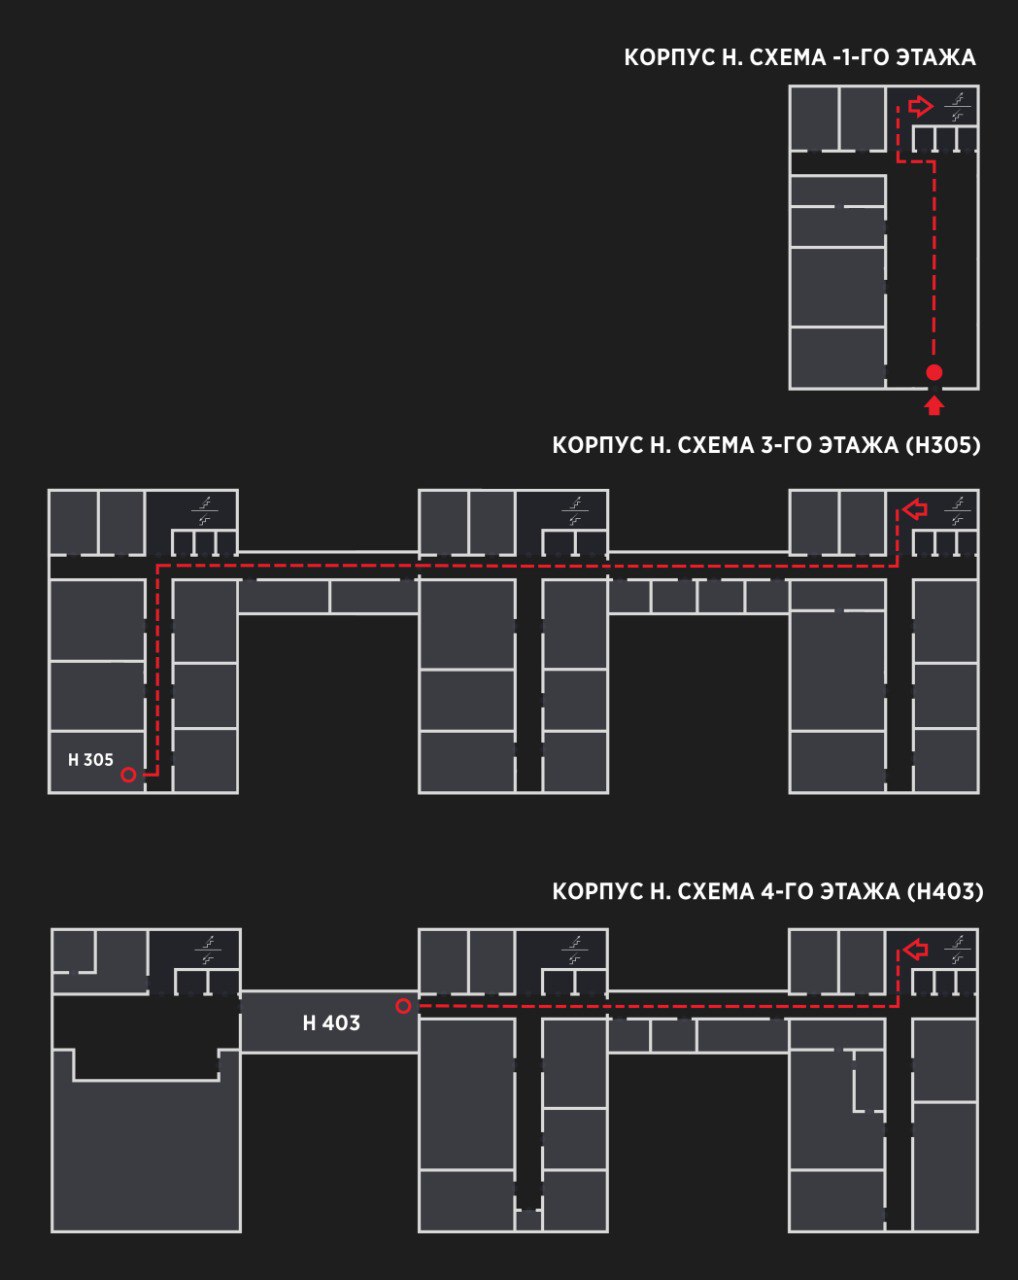 КОРПУС Н. СХЕМА -1-ГО ЭТАЖА
КОРПУС Н. СХЕМА 3-ГО ЭТАЖА (Н305)
Н 305
КОРПУС Н. СХЕМА 4-ГО ЭТАЖА (Н403)
Н 403